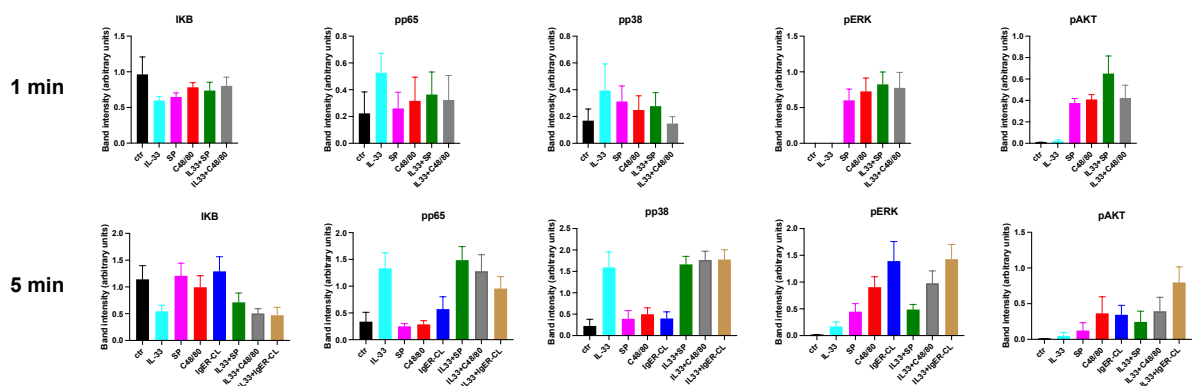 IKB
pp65
pp38
pERK
pAKT
1 min
Band intensity (arbitrary units)
1.5
1.0
0.5
0.0
ctr
IL-33
SP
C48/80
IL33+SP
IL33+C48/80
Band intensity (arbitrary units)
0.8
0.6
0.4
0.2
0.0
ctr
IL-33
SP
C48/80
IL33+SP
IL33+C48/80
Band intensity (arbitrary units)
0.8
0.6
0.4
0.2
0.0
ctr
IL-33
SP
C48/80
IL33+SP
IL33+C48/80
Band intensity (arbitrary units)
1.5
1.0
0.5
0.0
ctr
IL-33
SP
C48/80
IL33+SP
IL33+C48/80
Band intensity (arbitrary units)
1.0
0.8
0.6
0.4
0.2
0.0
ctr
IL-33
SP
C48/80
IL33+SP
IL33+C48/80
IKB
pp65
pp38
pERK
pAKT
5 min
Band intensity (arbitrary units)
2.0
1.5
1.0
0.5
0.0
ctr
IL-33
SP
C48/80
IgER-CL
IL33+SP
IL33+C48/80
IL33+IgER-CL
Band intensity (arbitrary units)
2.0
1.5
1.0
0.5
0.0
ctr
IL-33
SP
C48/80
IgER-CL
IL33+SP
IL33+C48/80
IL33+IgER-CL
Band intensity (arbitrary units)
2.5
2.0
1.5
1.0
0.5
0.0
ctr
IL-33
SP
C48/80
IgER-CL
IL33+SP
IL33+C48/80
IL33+IgER-CL
Band intensity (arbitrary units)
2.0
1.5
1.0
0.5
0.0
ctr
IL-33
SP
C48/80
IgER-CL
IL33+SP
IL33+C48/80
IL33+IgER-CL
Band intensity (arbitrary units)
1.5
1.0
0.5
0.0
ctr
IL-33
SP
C48/80
IgER-CL
IL33+SP
IL33+C48/80
IL33+IgER-CL